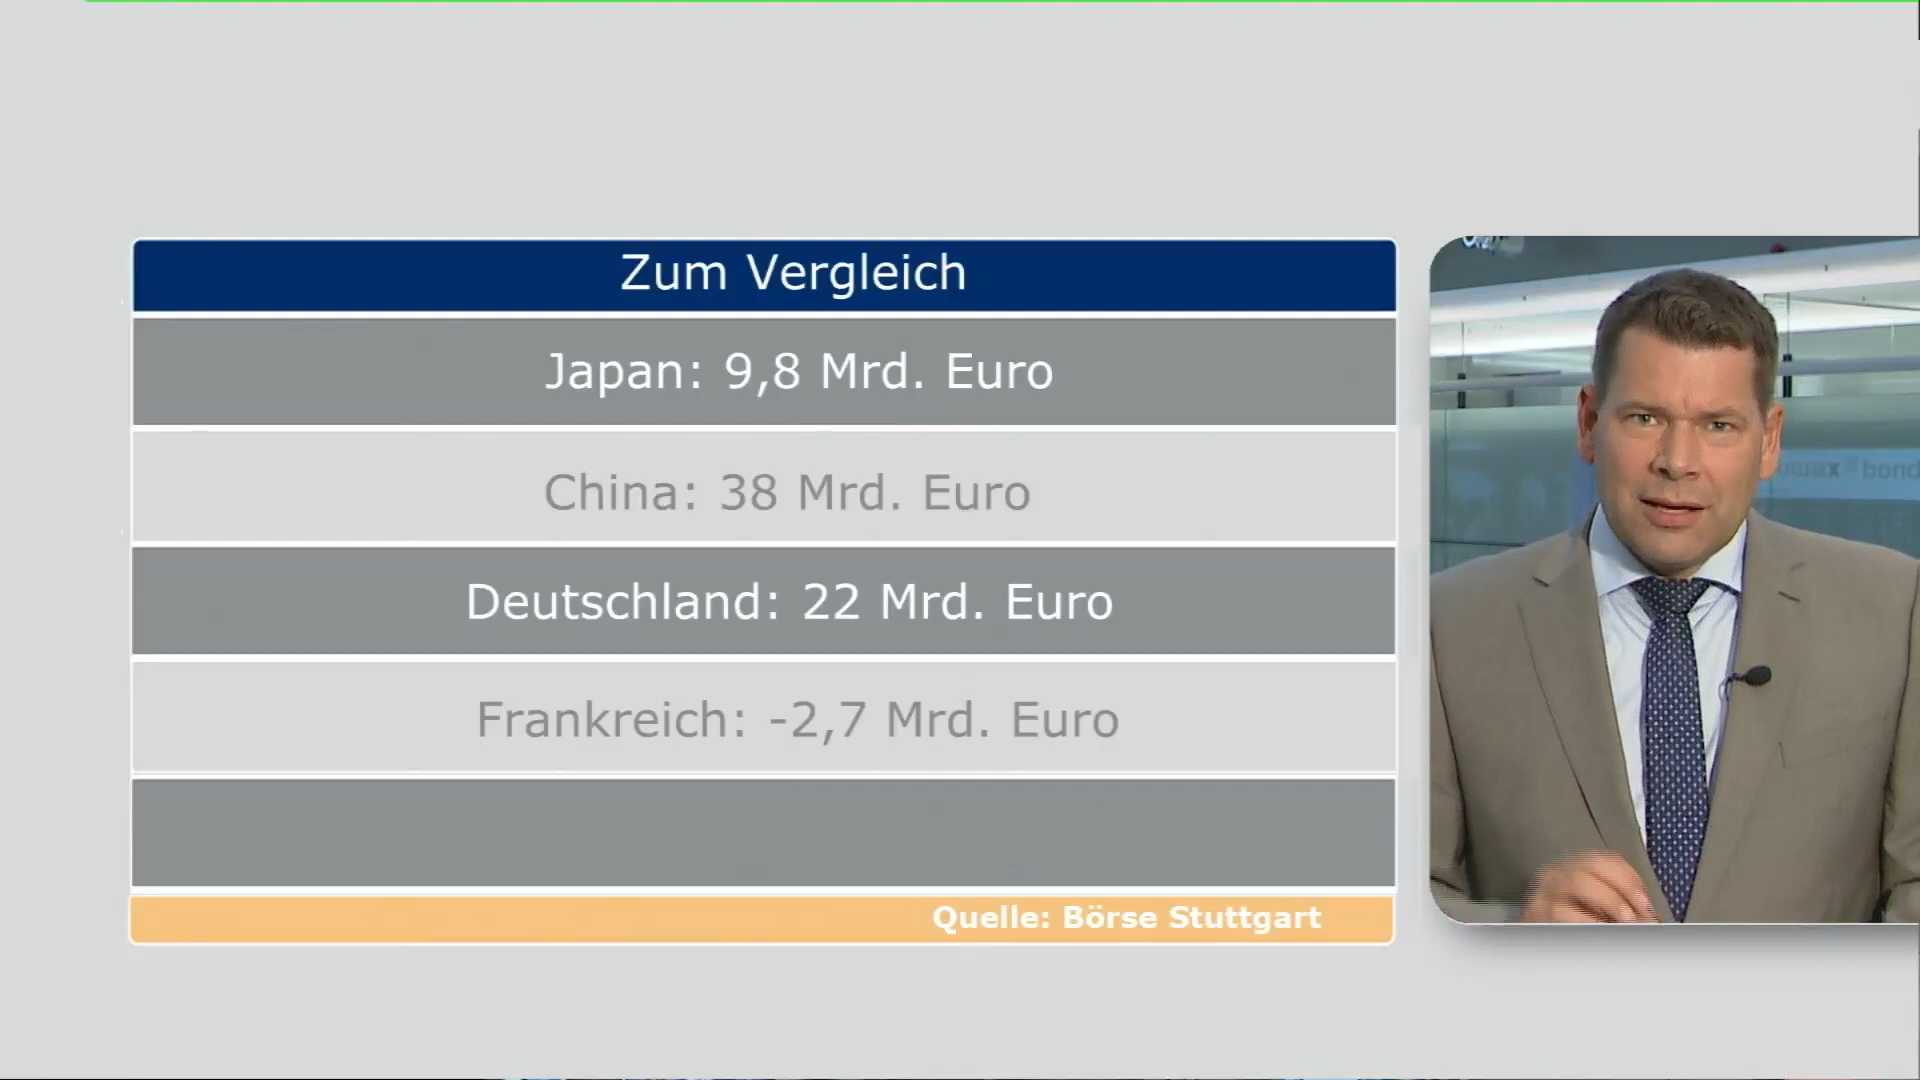 Zum Vergleich
Japan: 9,8 Mrd. Euro
China: 38 Mrd. Euro
Deutschland: 22 Mrd. Euro
Frankreich: -2,7 Mrd. Euro
Quelle: Börse Stuttgart
bond